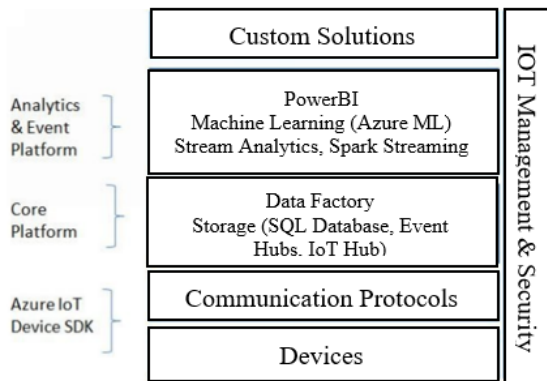 Custom Solutions
Analytics
& Event
Platform
PowerBI
Machine Learning (Azure ML)
Stream Analytics, Spark Streaming
Core
Platform
Data Factory
Storage (SQL Database, Event
Hubs, IoT Hub)
Azure IoT
Device SDK
Communication Protocols
Devices
IOT Management & Security